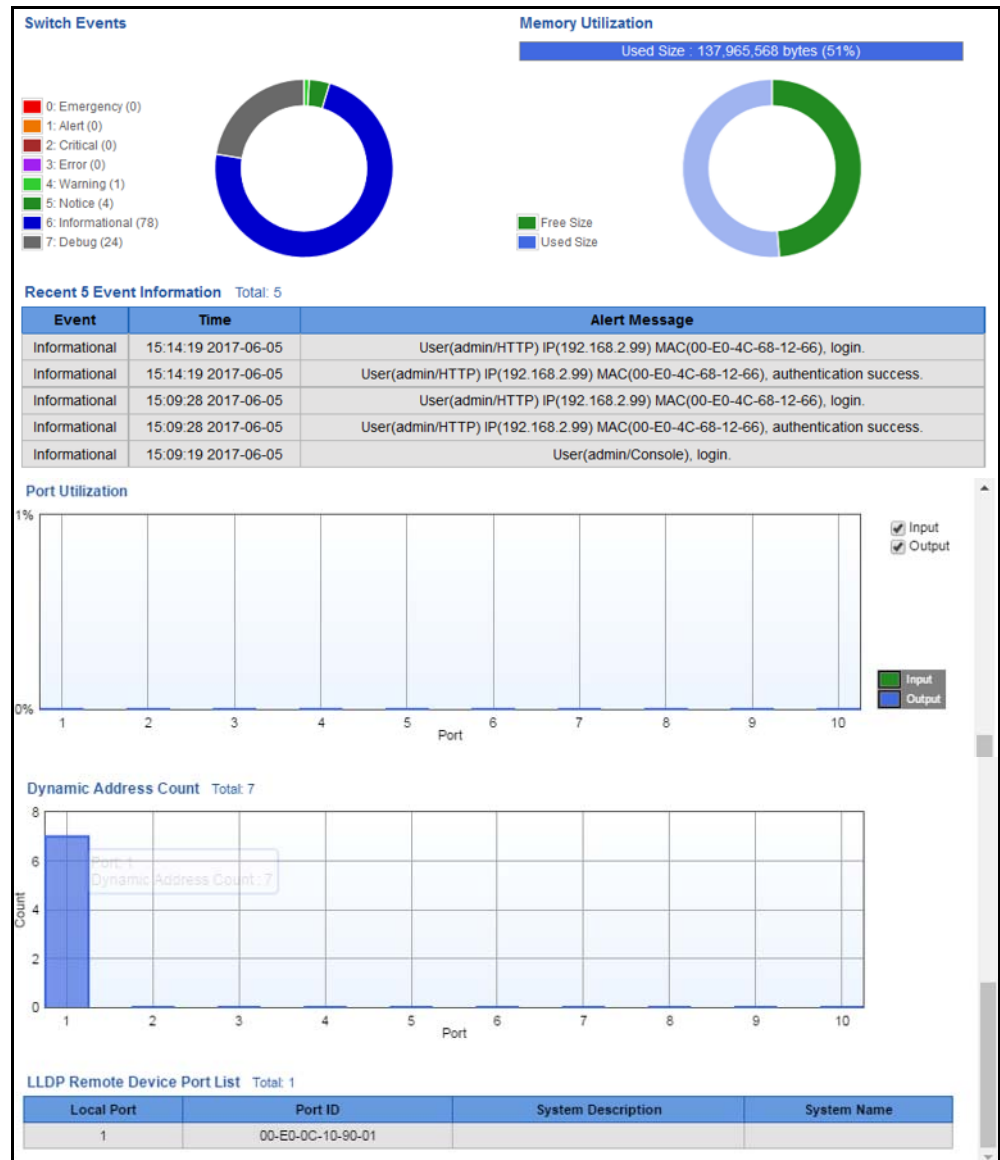 Switch Events
0: Emergency (0)
1: Alert (0)
2: Critical (0)
3: Error (0)
4: Warning (1)
5: Notice (4)
6: Informational (78)
7: Debug (24)
Memory Utilization
Used Size : 137,965,568 bytes (51%)
Free Size
Used Size
Recent 5 Event Information Total: 5
Event Time Alert Message
Informational 15:14:19 2017-06-05 User(admin/HTTP) IP(192.168.2.99) MAC(00-E0-4C-68-12-66), login.
Informational 15:14:19 2017-06-05 User(admin/HTTP) IP(192.168.2.99) MAC(00-E0-4C-68-12-66), authentication success.
Informational 15:09:28 2017-06-05 User(admin/HTTP) IP(192.168.2.99) MAC(00-E0-4C-68-12-66), login.
Informational 15:09:28 2017-06-05 User(admin/HTTP) IP(192.168.2.99) MAC(00-E0-4C-68-12-66), authentication success.
Informational 15:09:19 2017-06-05 User(admin/Console), login.
Port Utilization
1%
0%
1 2 3 4 5 6 7 8 9 10
Port
Input
Output
Input
Output
Dynamic Address Count Total: 7
8
6
4
2
0
Count
Port: 1
Dynamic Address Count : 7
1 2 3 4 5 6 7 8 9 10
Port
LLDP Remote Device Port List Total: 1
Local Port Port ID System Description System Name
1 00-E0-0C-10-90-01